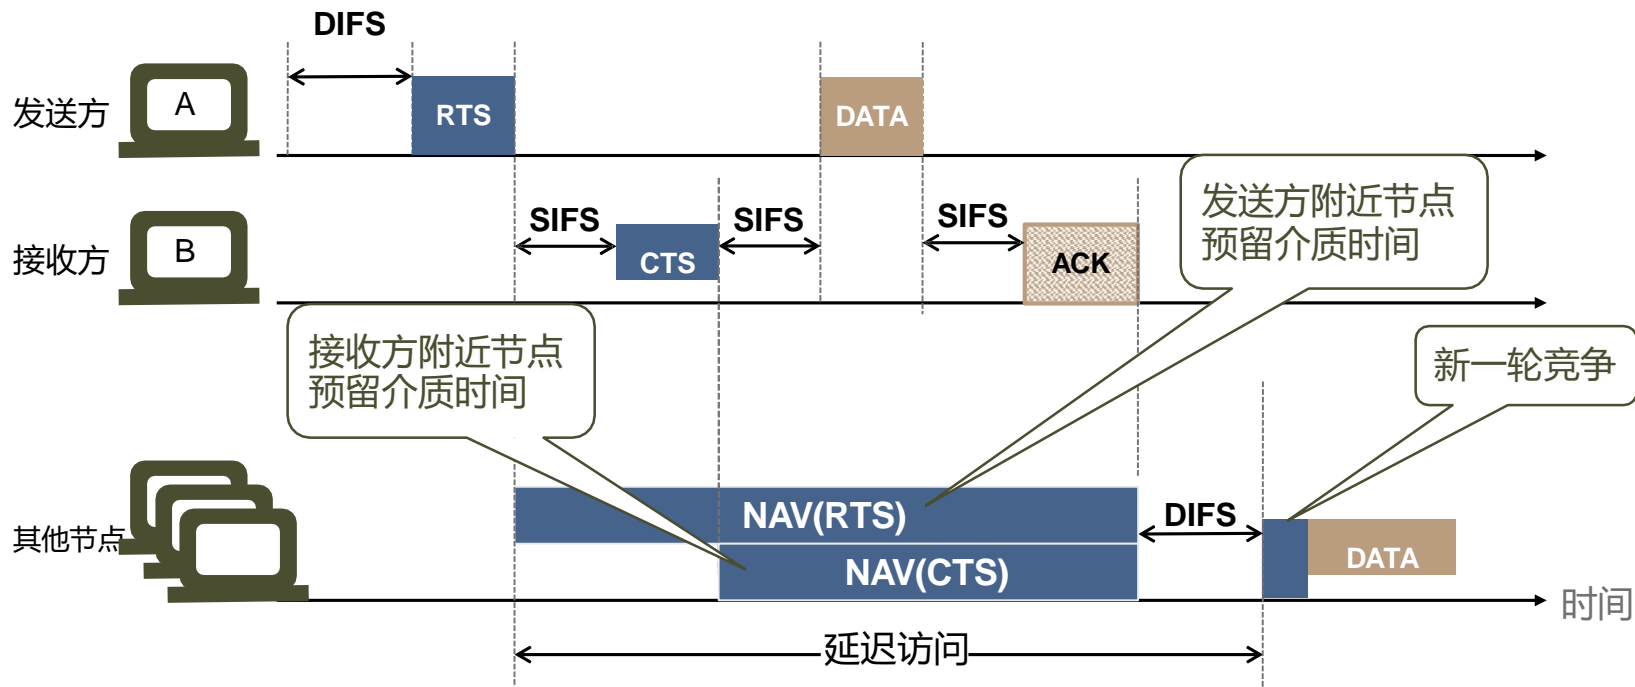 DIFS
发送方
A
RTS
DATA
接收方
B
SIFS
CTS
SIFS
SIFS
ACK
发送方附近节点
预留介质时间
接收方附近节点
预留介质时间
新一轮竞争
其他节点
NAV(RTS)
NAV(CTS)
DIFS
DATA
时间
延迟访问